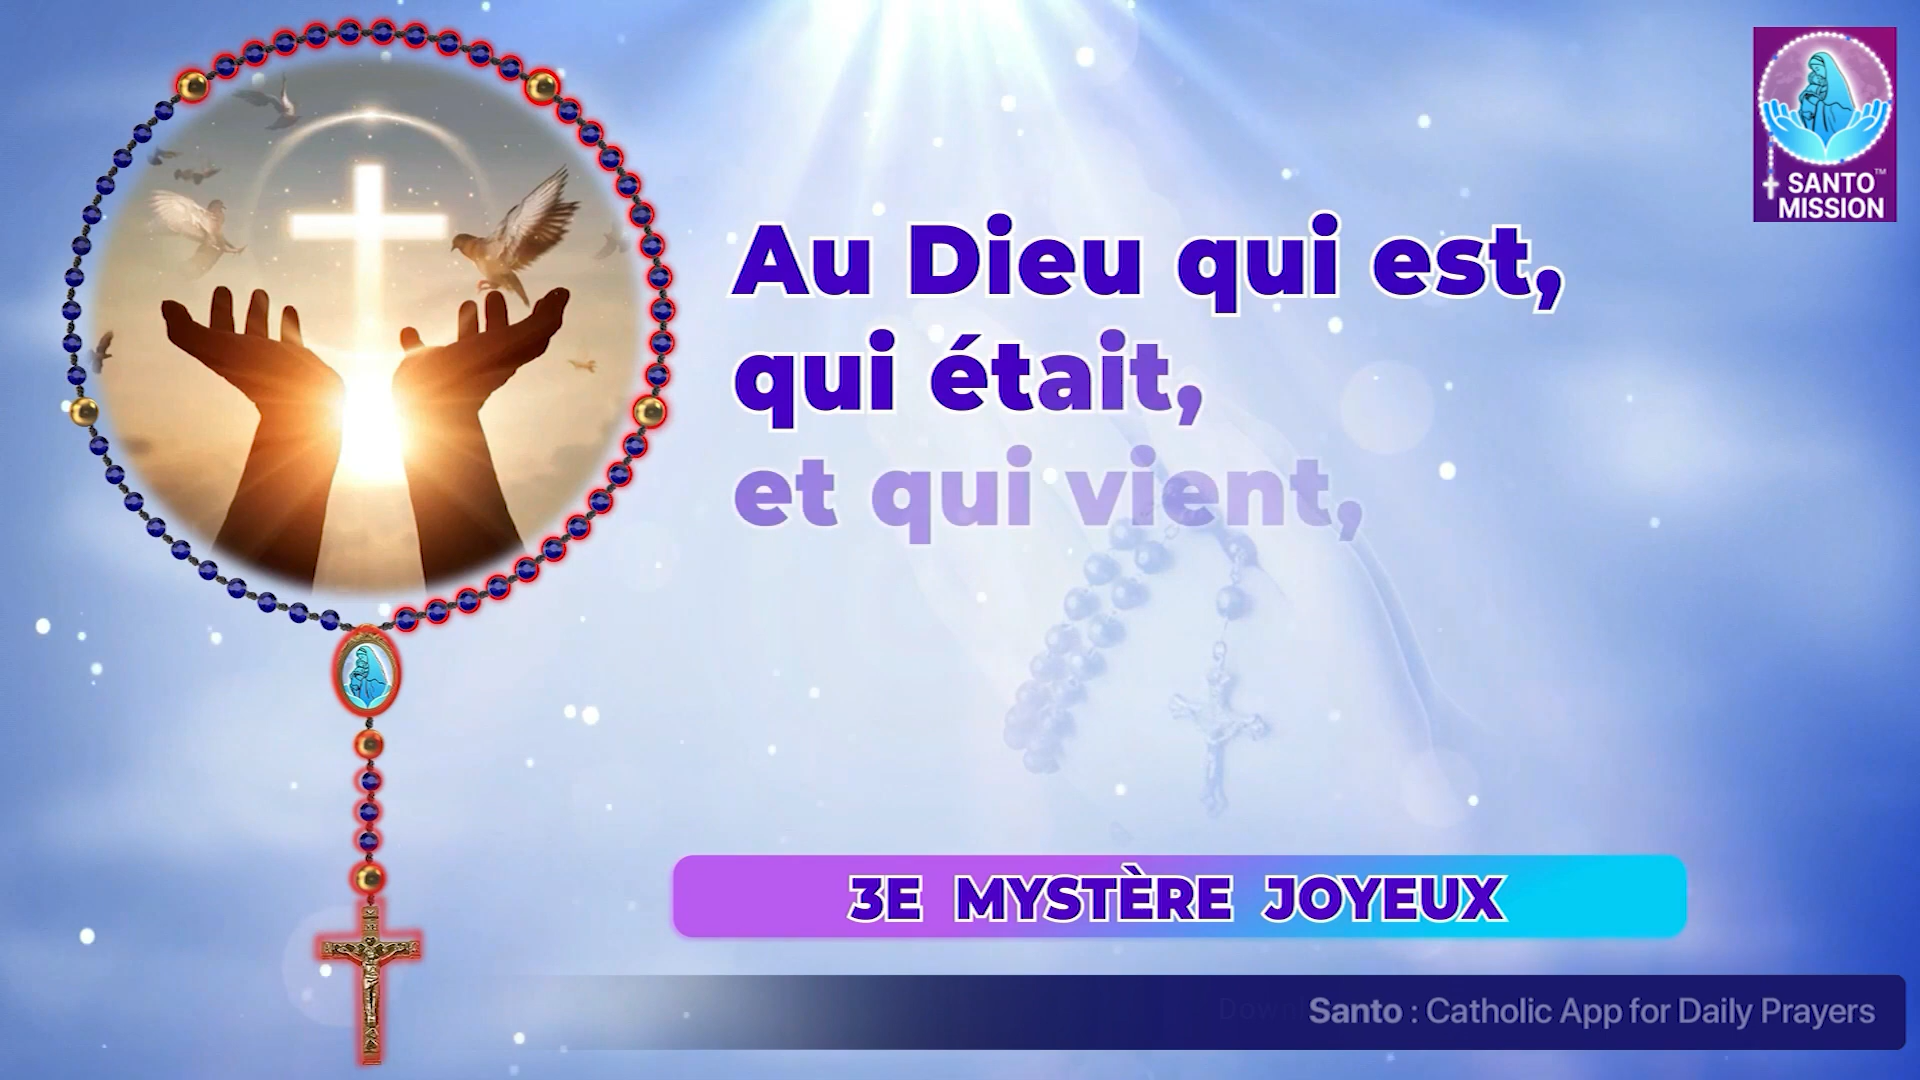 SANTO™
MISSION
Au Dieu qui est,
qui était,
et qui vient,
3E MYSTÈRE JOYEUX
Santo : Catholic App for Daily Prayers